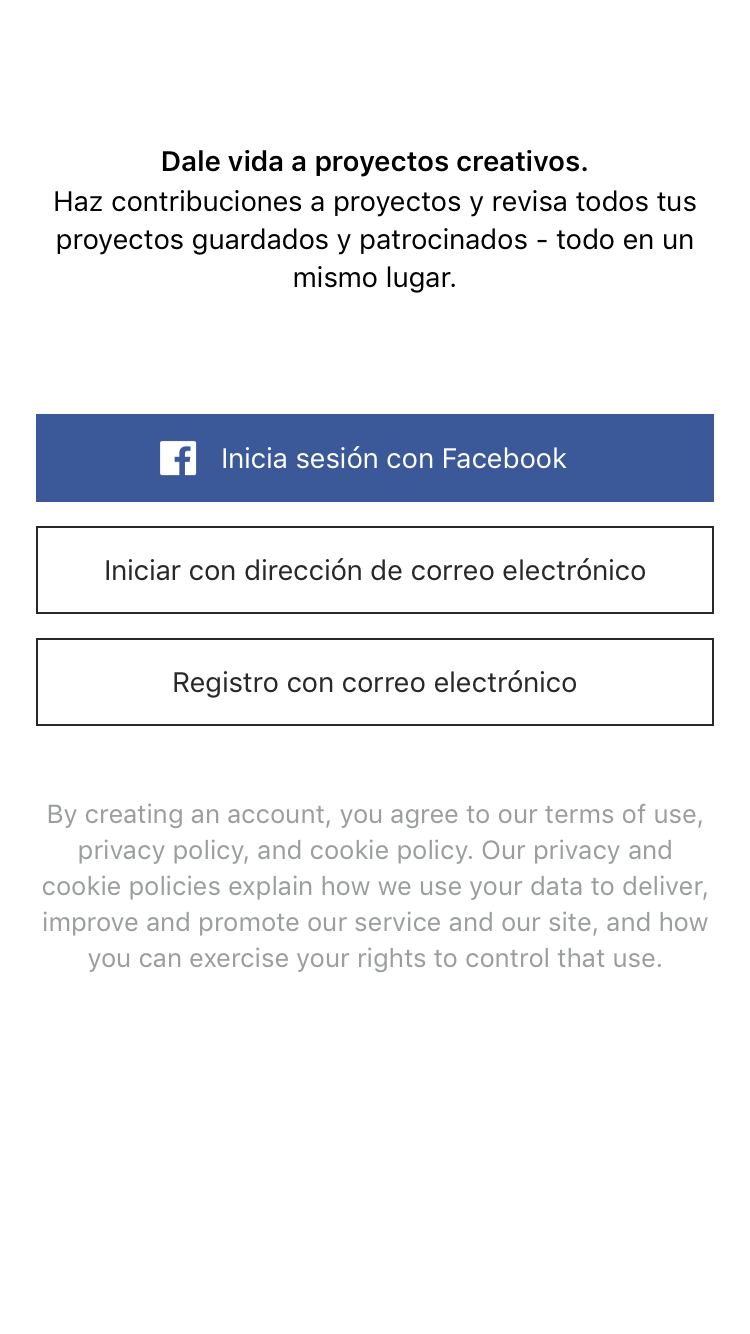 Dale vida a proyectos creativos.
Haz contribuciones a proyectos y revisa todos tus
proyectos guardados y patrocinados - todo en un
mismo lugar.
Inicia sesión con Facebook
Iniciar con dirección de correo electrónico
Registro con correo electrónico
By creating an account, you agree to our terms of use,
privacy policy, and cookie policy. Our privacy and
cookie policies explain how we use your data to deliver,
improve and promote our service and our site, and how
you can exercise your rights to control that use.